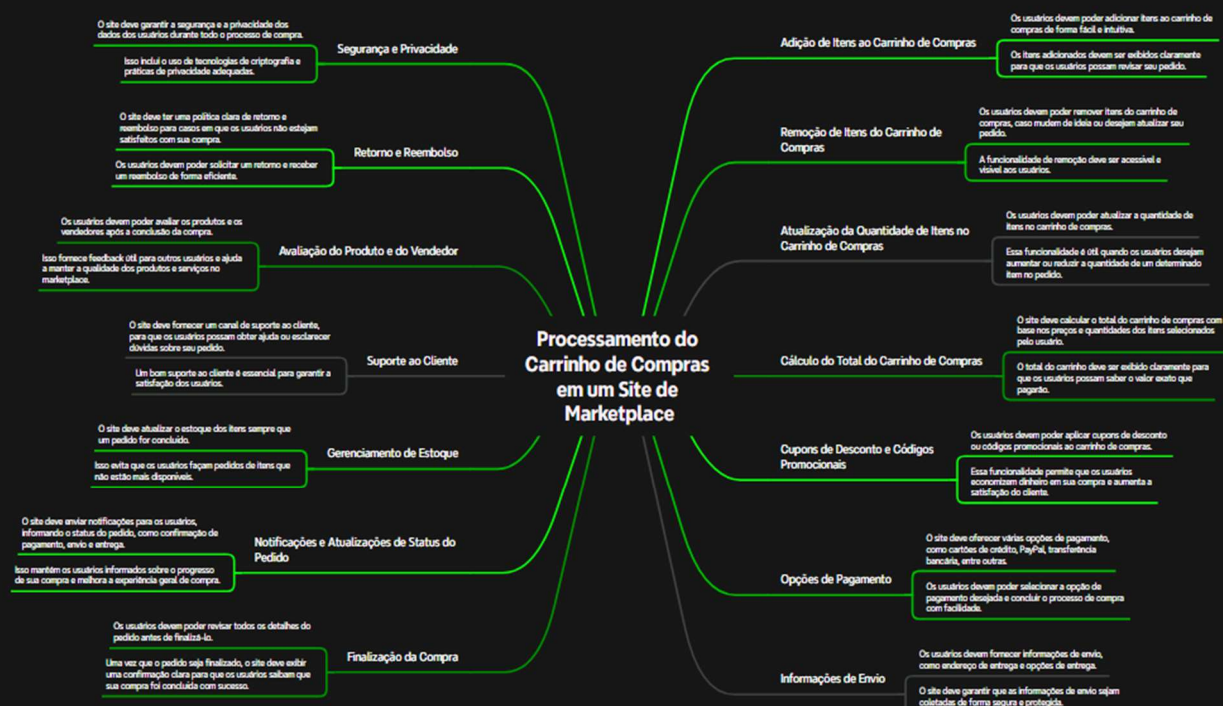 Processamento do
Carrinho de Compras
em um Site de
Marketplace
Adição de Itens ao Carrinho de Compras
Os usuários devem poder adicionar itens ao carrinho de
compras de forma fácil e intuitiva.
Os itens adicionados devem ser exibidos claramente
para que os usuários possam revisar seu pedido.
Remoção de Itens do Carrinho de
Compras
Os usuários devem poder remover itens do carrinho de
compras, caso mudem de ideia ou desejem atualizar seu
pedido.
A funcionalidade de remoção deve ser acessível e
visível aos usuários.
Atualização da Quantidade de Itens no
Carrinho de Compras
Os usuários devem poder atualizar a quantidade de
itens no carrinho de compras.
Essa funcionalidade é útil quando os usuários desejam
aumentar ou reduzir a quantidade de um determinado
item no pedido.
Cálculo do Total do Carrinho de Compras
O site deve calcular o total do carrinho de compras com
base nos preços e quantidades dos itens selecionados
pelo usuário.
O total do carrinho deve ser exibido claramente para
que os usuários possam saber o valor exato que
pagarão.
Cupons de Desconto e Códigos
Promocionais
Os usuários devem poder aplicar cupons de desconto
ou códigos promocionais ao carrinho de compras.
Essa funcionalidade permite que os usuários
economizem dinheiro em sua compra e aumenta a
satisfação do cliente.
Opções de Pagamento
O site deve oferecer várias opções de pagamento,
como cartões de crédito, PayPal, transferência
bancária, entre outras.
Os usuários devem poder selecionar a opção de
pagamento desejada e concluir o processo de compra
com facilidade.
Informações de Envio
Os usuários devem fornecer informações de envio,
como endereço de entrega e opções de entrega.
O site deve garantir que as informações de envio sejam
coletadas de forma segura e protegida.
Segurança e Privacidade
O site deve garantir a segurança e a privacidade dos
dados dos usuários durante todo o processo de compra.
Isso inclui o uso de tecnologias de criptografia e
práticas de privacidade adequadas.
Retorno e Reembolso
O site deve ter uma política clara de retorno e
reembolso para casos em que os usuários não estejam
satisfeitos com sua compra.
Os usuários devem poder solicitar um retorno e receber
um reembolso de forma eficiente.
Avaliação do Produto e do Vendedor
Os usuários devem poder avaliar os produtos e os
vendedores após a conclusão da compra.
Isso fornece feedback útil para outros usuários e ajuda
a manter a qualidade dos produtos e serviços no
marketplace.
Suporte ao Cliente
O site deve fornecer um canal de suporte ao cliente,
para que os usuários possam obter ajuda ou esclarecer
dúvidas sobre seu pedido.
Um bom suporte ao cliente é essencial para garantir a
satisfação dos usuários.
Gerenciamento de Estoque
O site deve atualizar o estoque dos itens sempre que
um pedido for concluído.
Isso evita que os usuários façam pedidos de itens que
não estão mais disponíveis.
Notificações e Atualizações de Status do
Pedido
O site deve enviar notificações para os usuários,
informando o status do pedido, como confirmação de
pagamento, envio e entrega.
Isso mantém os usuários informados sobre o progresso
de sua compra e melhora a experiência geral de compra.
Finalização da Compra
Os usuários devem poder revisar todos os detalhes do
pedido antes de finalizá-lo.
Uma vez que o pedido seja finalizado, o site deve exibir
uma confirmação clara para que os usuários saibam que
sua compra foi concluída com sucesso.